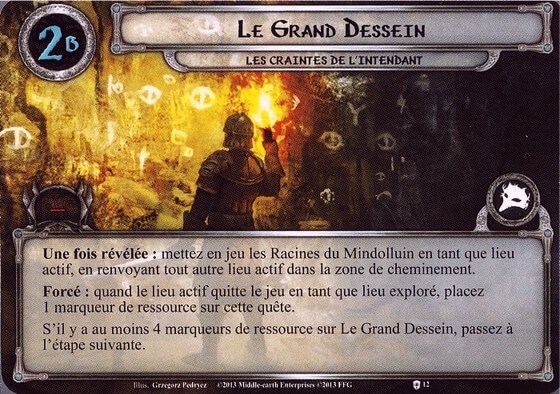 2B
LE GRAND DESSEIN
LES CRAINTES DE L'INTENDANT
Une fois révélée : mettez en jeu les Racines du Mindolluin en tant que lieu
actif, en renvoyant tout autre lieu actif dans la zone de cheminement.
Forcé : quand le lieu actif quitte le jeu en tant que lieu exploré, placez
1 marqueur de ressource sur cette quête.
S'il y a au moins 4 marqueurs de ressource sur Le Grand Dessein, passez à
l'étape suivante.
Illus. Grzegorz Pedrycz ©2013 Middle-earth Enterprises ©2013 FFG 12